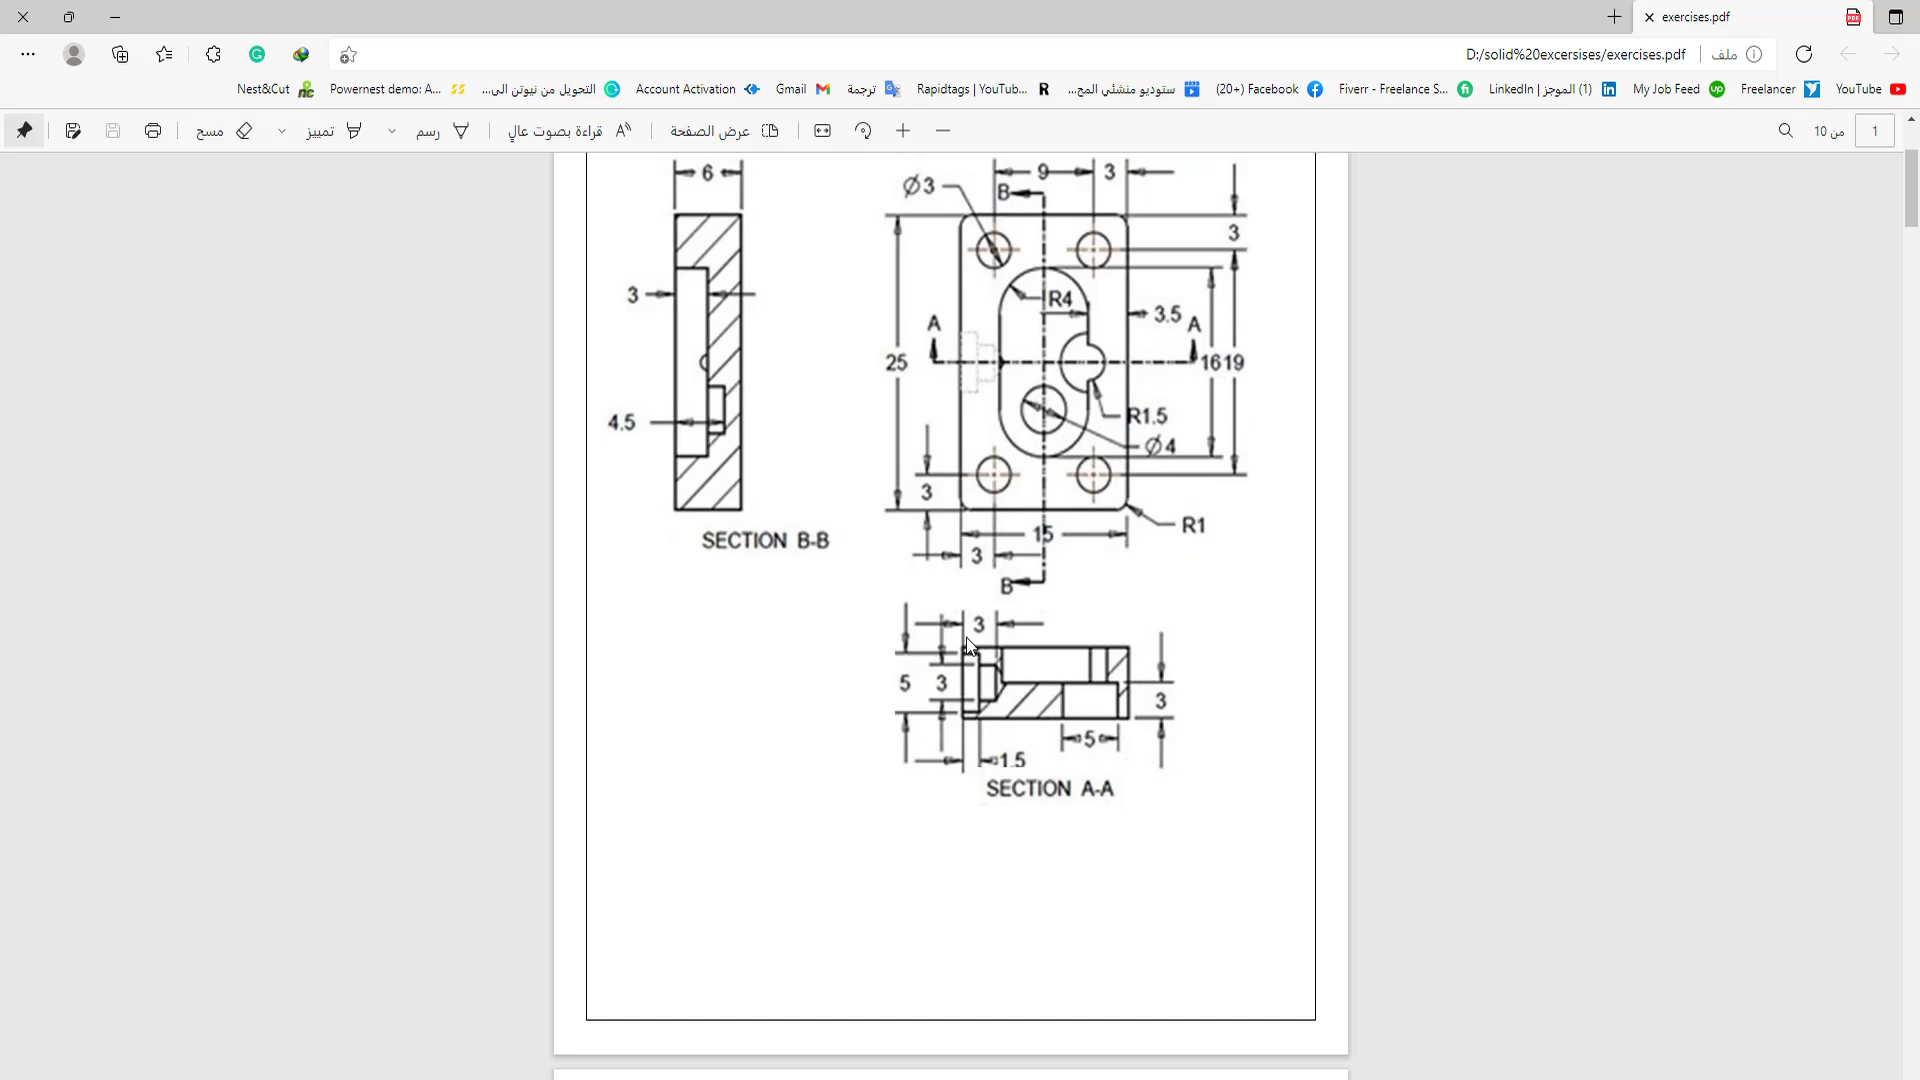 exercises.pdf
D:/solid%20excersises/exercises.pdf
ملف
Nest&Cut
Powernest demo: A...
التحويل من نيوتن الى...
Account Activation
Gmail
ترجمة
Rapidtags | YouTub...
ستوديو منشئي المح...
(20+) Facebook
Fiverr - Freelance S...
LinkedIn | الموجز (1)
My Job Feed
Freelancer
YouTube
مسح
تمييز
رسم
قراءة بصوت عالٍ
عرض الصفحة
من 10
1
6
Ø3
B
9
3
3
3
R4
3.5
A
A
25
16
19
4.5
R1.5
Ø4
3
R1
15
3
SECTION B-B
B
3
5
3
3
5
1.5
SECTION A-A